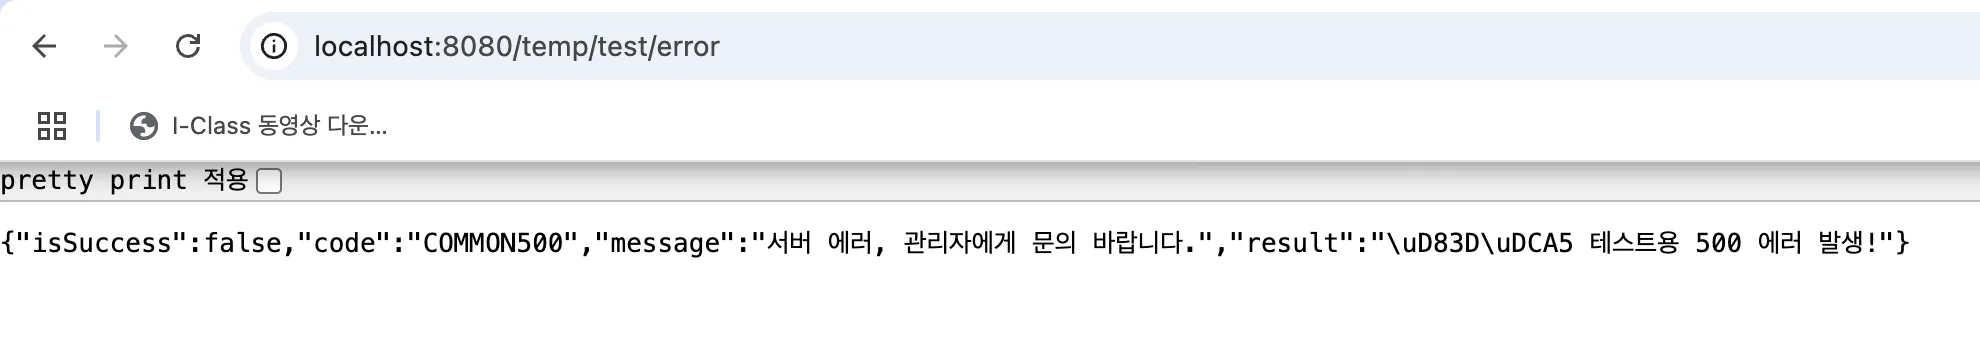 localhost:8080/temp/test/error
I-Class 동영상 다운...
pretty print 적용
{"isSuccess":false,"code":"COMMON500","message":"서버 에러, 관리자에게 문의 바랍니다.","result":"\uD83D\uDCA5 테스트용 500 에러 발생!"}